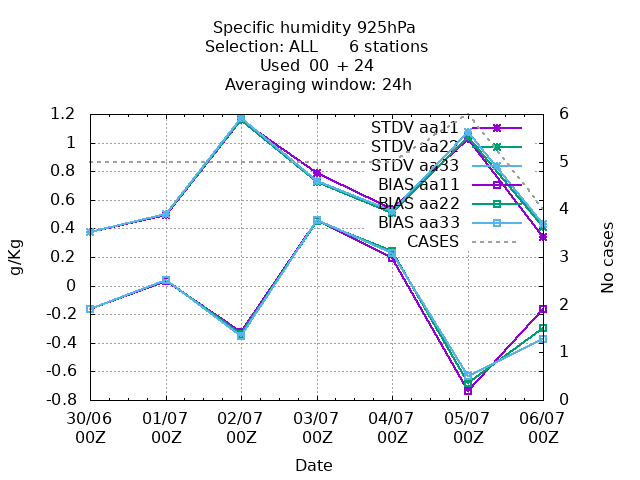 Specific humidity 925hPa
Selection: ALL      6 stations
Used  00 + 24
Averaging window: 24h
1.2
1
0.8
0.6
0.4
0.2
0
-0.2
-0.4
-0.6
-0.8
g/Kg
6
5
4
3
2
1
0
No cases
STDV aa11
STDV aa22
STDV aa33
BIAS aa11
BIAS aa22
BIAS aa33
CASES
30/06 01/07 02/07 03/07 04/07 05/07 06/07
00Z 00Z 00Z 00Z 00Z 00Z 00Z
Date